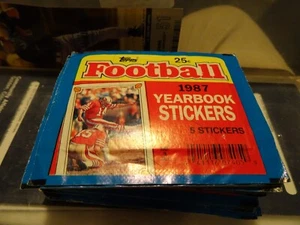 Topps
25¢
Football
1987
YEARBOOK
STICKERS
5 STICKERS